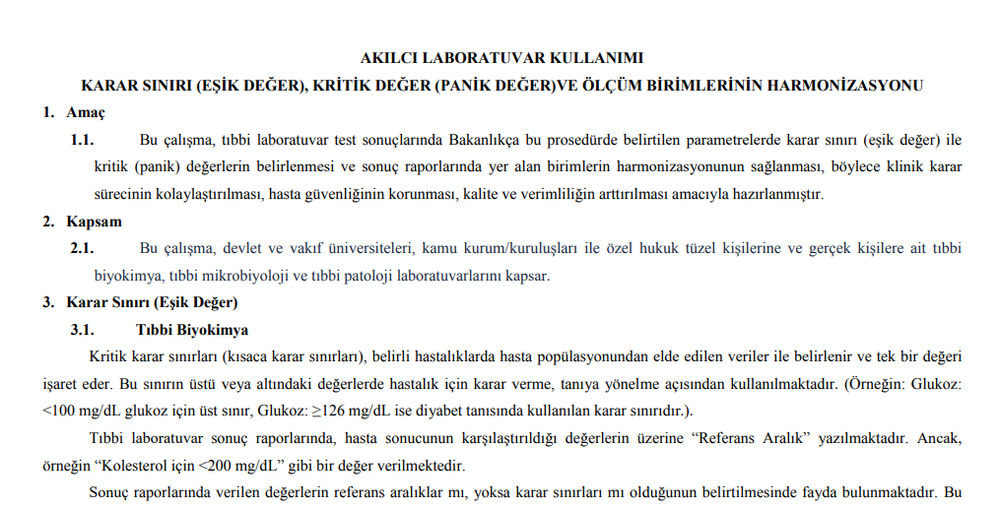 AKILCI LABORATUVAR KULLANIMI
KARAR SINIRI (EŞİK DEĞER), KRİTİK DEĞER (PANİK DEĞER)VE ÖLÇÜM BİRİMLERİNİN HARMONİZASYONU
1. Amaç
1.1. Bu çalışma, tıbbi laboratuvar test sonuçlarında Bakanlıkça bu prosedürde belirtilen parametrelerde karar sınırı (eşik değer) ile
kritik (panik) değerlerin belirlenmesi ve sonuç raporlarında yer alan birimlerin harmonizasyonunun sağlanması, böylece klinik karar
sürecinin kolaylaştırılması, hasta güvenliğinin korunması, kalite ve verimliliğin arttırılması amacıyla hazırlanmıştır.
2. Kapsam
2.1. Bu çalışma, devlet ve vakıf üniversiteleri, kamu kurum/kuruluşları ile özel hukuk tüzel kişilerine ve gerçek kişilere ait tıbbi
biyokimya, tıbbi mikrobiyoloji ve tıbbi patoloji laboratuvarlarını kapsar.
3. Karar Sınırı (Eşik Değer)
3.1. Tıbbi Biyokimya
Kritik karar sınırları (kısaca karar sınırları), belirli hastalıklarda hasta popülasyonundan elde edilen veriler ile belirlenir ve tek bir değeri
işaret eder. Bu sınırın üstü veya altındaki değerlerde hastalık için karar verme, tanıya yönelme açısından kullanılmaktadır. (Örneğin: Glukoz:
<100 mg/dL glukoz için üst sınır, Glukoz: ≥126 mg/dL ise diyabet tanısında kullanılan karar sınırıdır.).
Tıbbi laboratuvar sonuç raporlarında, hasta sonucunun karşılaştırıldığı değerlerin üzerine “Referans Aralık” yazılmaktadır. Ancak,
örneğin “Kolesterol için <200 mg/dL” gibi bir değer verilmektedir.
Sonuç raporlarında verilen değerlerin referans aralıklar mı, yoksa karar sınırları mı olduğunun belirtilmesinde fayda bulunmaktadır. Bu